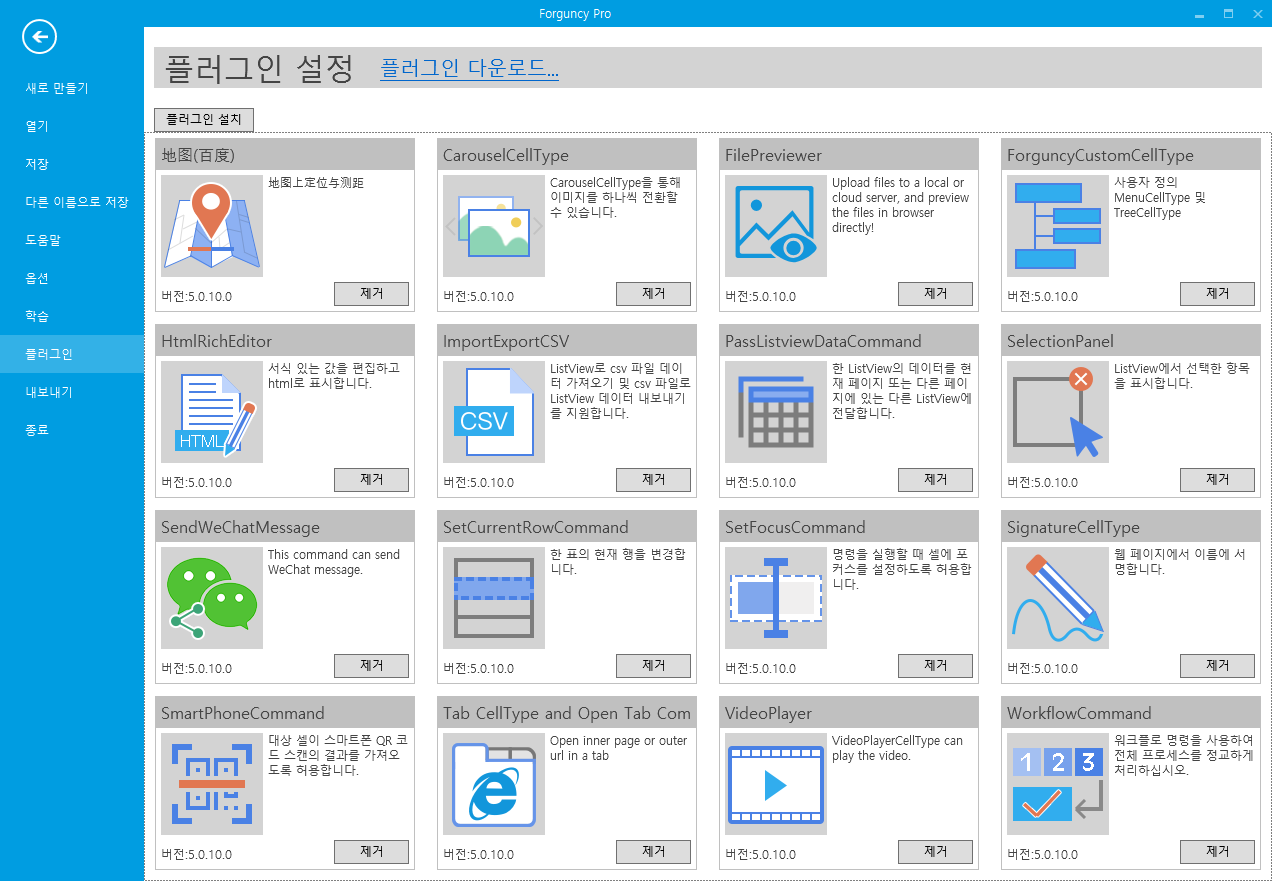 Forguncy Pro
새로 만들기
열기
저장
다른 이름으로 저장
도움말
옵션
학습
플러그인
내보내기
종료
플러그인 설정
플러그인 다운로드...
플러그인 설치
地图(百度)
地图上定位与测距
버전:5.0.10.0
제거
CarouselCellType
CarouselCellType을 통해
이미지를 하나씩 전환할
수 있습니다.
버전:5.0.10.0
제거
FilePreviewer
Upload files to a local or
cloud server, and preview
the files in browser
directly!
버전:5.0.10.0
제거
ForguncyCustomCellType
사용자 정의
MenuCellType 및
TreeCellType
버전:5.0.10.0
제거
HtmlRichEditor
HTML
서식 있는 값을 편집하고
html로 표시합니다.
버전:5.0.10.0
제거
ImportExportCSV
CSV
ListView로 csv 파일 데이
터 가져오기 및 csv 파일로
ListView 데이터 내보내기
를 지원합니다.
버전:5.0.10.0
제거
PassListviewDataCommand
한 ListView의 데이터를 현
재 페이지 또는 다른 페이
지에 있는 다른 ListView에
전달합니다.
버전:5.0.10.0
제거
SelectionPanel
ListView에서 선택한 항목
을 표시합니다.
버전:5.0.10.0
제거
SendWeChatMessage
This command can send
WeChat message.
버전:5.0.10.0
제거
SetCurrentRowCommand
한 표의 현재 행을 변경합
니다.
버전:5.0.10.0
제거
SetFocusCommand
명령을 실행할 때 셀에 포
커스를 설정하도록 허용합
니다.
버전:5.0.10.0
제거
SignatureCellType
웹 페이지에서 이름에 서
명합니다.
버전:5.0.10.0
제거
SmartPhoneCommand
대상 셀이 스마트폰 QR 코
드 스캔의 결과를 가져오
도록 허용합니다.
버전:5.0.10.0
제거
Tab CellType and Open Tab Com
Open inner page or outer
url in a tab
버전:5.0.10.0
제거
VideoPlayer
VideoPlayerCellType can
play the video.
버전:5.0.10.0
제거
WorkflowCommand
1 2 3
워크플로 명령을 사용하여
전체 프로세스를 정교하게
처리하십시오.
버전:5.0.10.0
제거